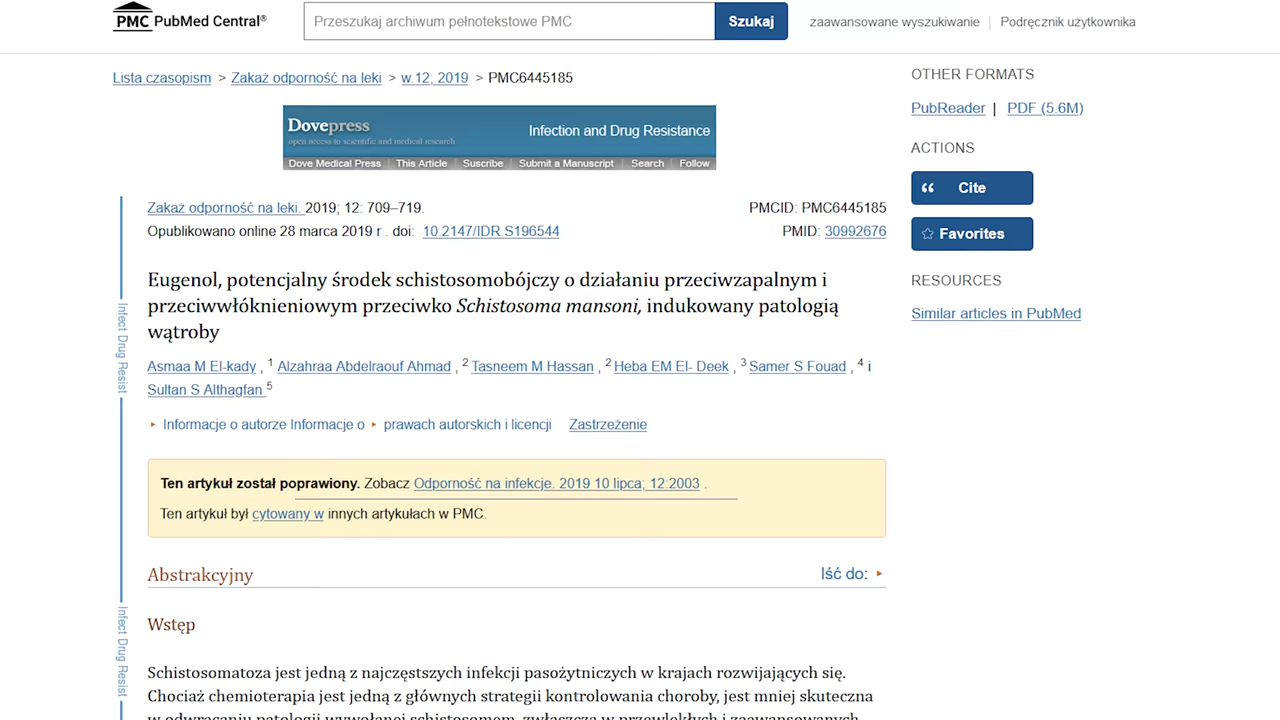 PMC PubMed Central®
Przeszukaj archiwum pełnotekstowe PMC
Szukaj
zaawansowane wyszukiwanie | Podręcznik użytkownika
Lista czasopism > Zakaż odporność na leki > w.12; 2019 > PMC6445185
Dovepress
open access to scientific and medical research
Infection and Drug Resistance
Dove Medical Press | This Article | Suscribe | Submit a Manuscript | Search | Follow
Zakaż odporność na leki. 2019; 12: 709–719.
PMCID: PMC6445185
Opublikowano online 28 marca 2019 r . doi: 10.2147/IDR.S196544
PMID: 30992676
Eugenol, potencjalny środek schistosomobójczy o działaniu przeciwzapalnym i
przeciwwłóknieniowym przeciwko Schistosoma mansoni, indukowany patologią
wątroby
Asmaa M El-kady , 1 Alzahraa Abdelraouf Ahmad , 2 Tasneem M Hassan , 2 Heba EM El- Deek , 3 Samer S Fouad , 4 i
Sultan S Althagfan 5
▸ Informacje o autorze Informacje o ▸ prawach autorskich i licencji Zastrzeżenie
Ten artykuł został poprawiony. Zobacz Odporność na infekcje. 2019 10 lipca; 12:2003 .
Ten artykuł był cytowany w innych artykułach w PMC.
Abstrakcyjny
Iść do: ▸
Wstęp
Schistosomatoza jest jedną z najczęstszych infekcji pasożytniczych w krajach rozwijających się.
Chociaż chemioterapia jest jedną z głównych strategii kontrolowania choroby, jest mniej skuteczna
w odwracaniu patologii wywołanej schistosomem, zwłaszcza w przewlekłych i zaawansowanych
Infect Drug Resist
Infect Drug Resist
OTHER FORMATS
PubReader | PDF (5.6M)
ACTIONS
Cite
Favorites
RESOURCES
Similar articles in PubMed